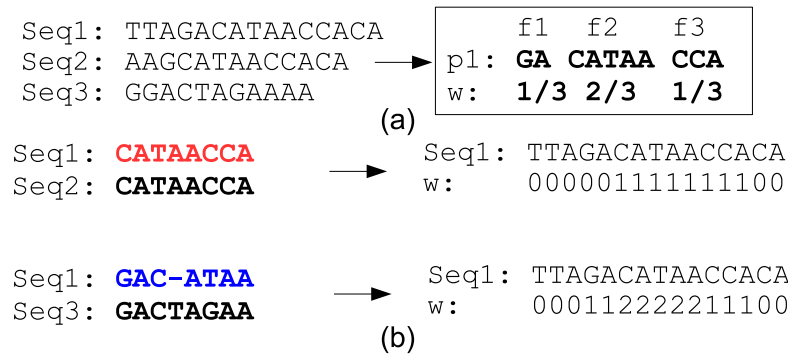 Seq1: TTAGACATAACCACA
Seq2: AAGCATAACCACA
Seq3: GGACTAGAAAA
f1 f2 f3
p1: GA CATAA CCA
w: 1/3 2/3 1/3
(a)
Seq1: CATAACCA
Seq2: CATAACCA
Seq1: TTAGACATAACCACA
w: 000001111111100
Seq1: GAC-ATAA
Seq3: GACTAGAA
Seq1: TTAGACATAACCACA
w: 000112222211100
(b)